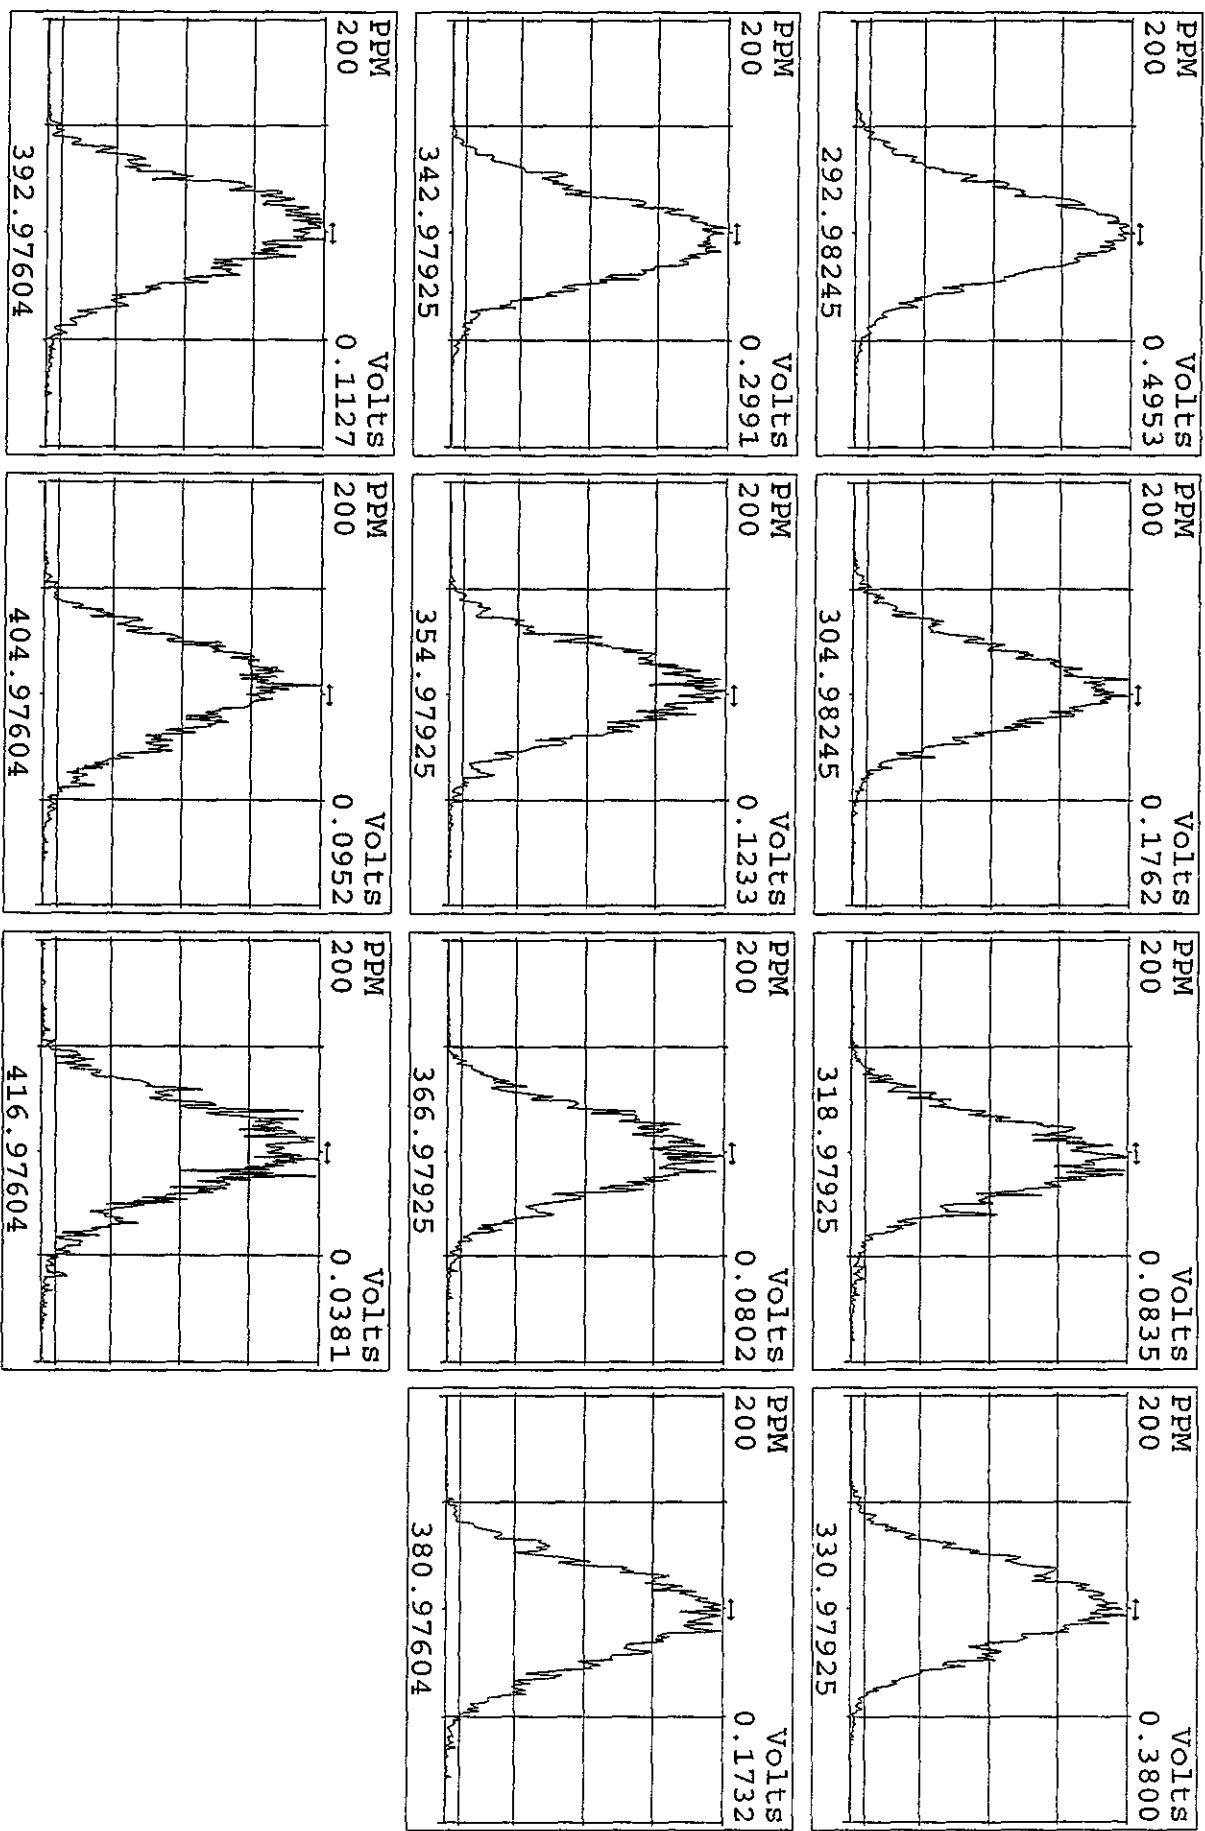 PPM Volts
200 0.4953
292.98245
PPM Volts
200 0.1762
304.98245
PPM Volts
200 0.0835
318.97925
PPM Volts
200 0.3800
330.97925
PPM Volts
200 0.2991
342.97925
PPM Volts
200 0.1233
354.97925
PPM Volts
200 0.0802
366.97925
PPM Volts
200 0.1732
380.97604
PPM Volts
200 0.1127
392.97604
PPM Volts
200 0.0952
404.97604
PPM Volts
200 0.0381
416.97604